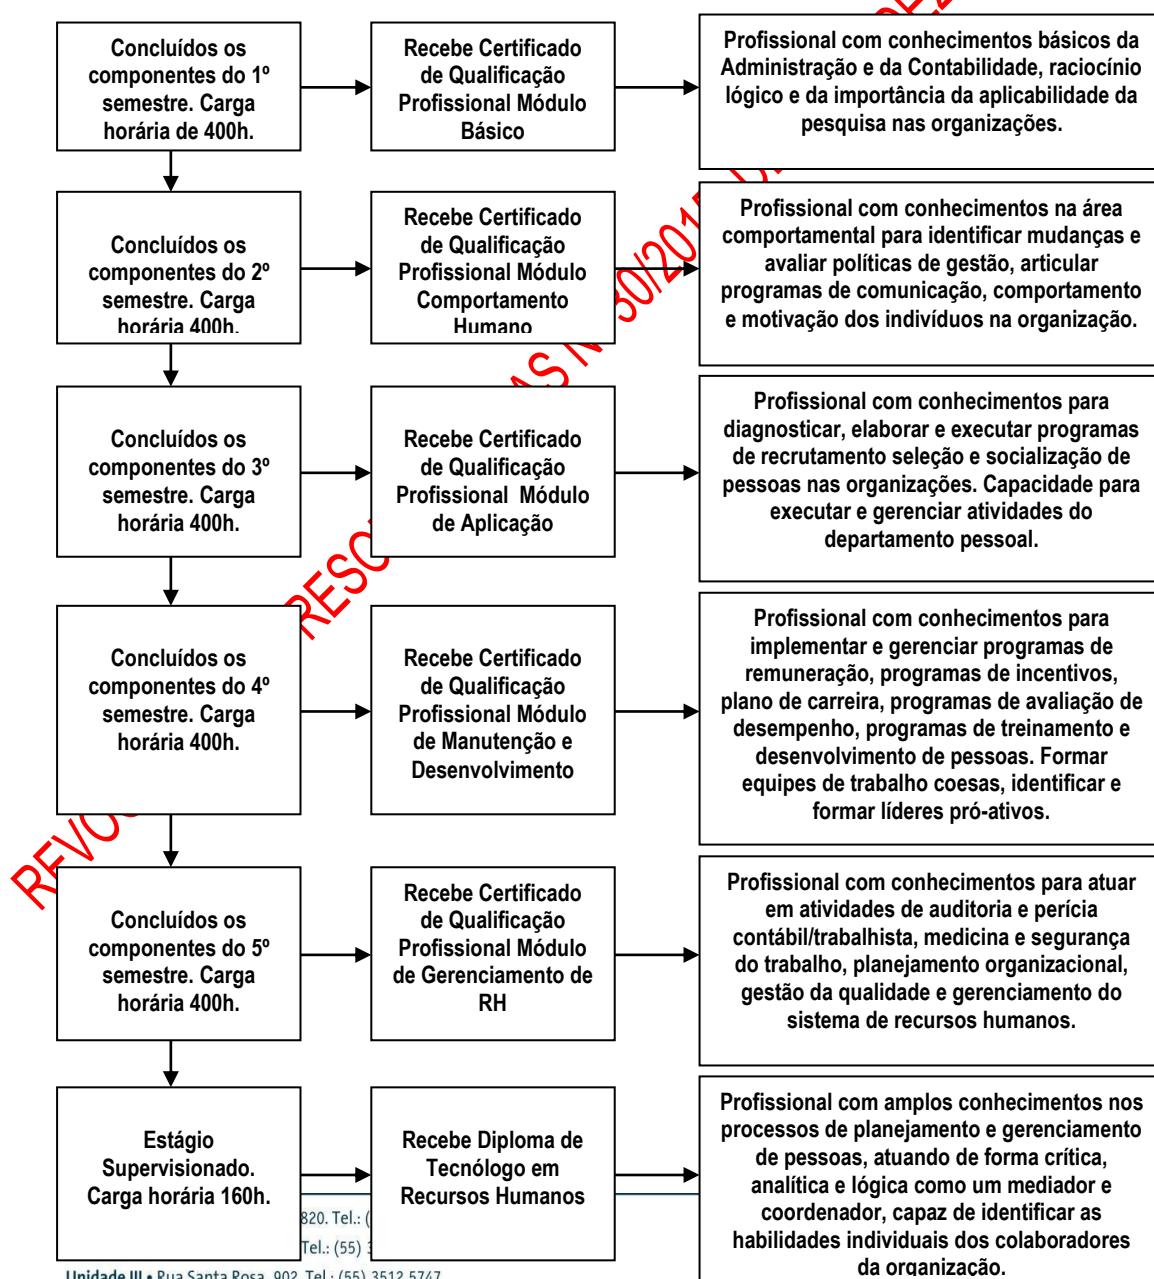 Concluídos os
componentes do 1º
semestre. Carga
horária de 400h.
Recebe Certificado
de Qualificação
Profissional Módulo
Básico
Profissional com conhecimentos básicos da
Administração e da Contabilidade, raciocínio
lógico e da importância da aplicabilidade da
pesquisa nas organizações.
Concluídos os
componentes do 2º
semestre. Carga
horária 400h.
Recebe Certificado
de Qualificação
Profissional Módulo
Comportamento
Humano
Profissional com conhecimentos na área
comportamental para identificar mudanças e
avaliar políticas de gestão, articular
programas de comunicação, comportamento
e motivação dos indivíduos na organização.
Concluídos os
componentes do 3º
semestre. Carga
horária 400h.
Recebe Certificado
de Qualificação
Profissional Módulo
de Aplicação
Profissional com conhecimentos para
diagnosticar, elaborar e executar programas
de recrutamento seleção e socialização de
pessoas nas organizações. Capacidade para
executar e gerenciar atividades do
departamento pessoal.
Concluídos os
componentes do 4º
semestre. Carga
horária 400h.
Recebe Certificado
de Qualificação
Profissional Módulo
de Manutenção e
Desenvolvimento
Profissional com conhecimentos para
implementar e gerenciar programas de
remuneração, programas de incentivos,
plano de carreira, programas de avaliação de
desempenho, programas de treinamento e
desenvolvimento de pessoas. Formar
equipes de trabalho coesas, identificar e
formar líderes pró-ativos.
Concluídos os
componentes do 5º
semestre. Carga
horária 400h.
Recebe Certificado
de Qualificação
Profissional Módulo
de Gerenciamento de
RH
Profissional com conhecimentos para atuar
em atividades de auditoria e perícia
contábil/trabalhista, medicina e segurança
do trabalho, planejamento organizacional,
gestão da qualidade e gerenciamento do
sistema de recursos humanos.
Estágio
Supervisionado.
Carga horária 160h.
Recebe Diploma de
Tecnólogo em
Recursos Humanos
Profissional com amplos conhecimentos nos
processos de planejamento e gerenciamento
de pessoas, atuando de forma crítica,
analítica e lógica como um mediador e
coordenador, capaz de identificar as
habilidades individuais dos colaboradores
da organização.
820. Tel.: (
Tel.: (55)
Unidade III • Rua Santa Rosa, 902. Tel.: (55) 3512 5747